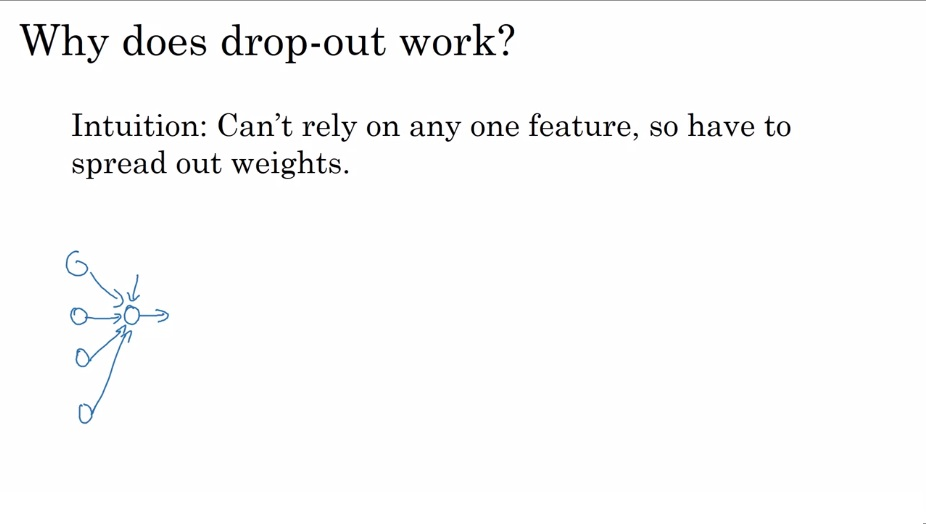 Why does drop-out work?
Intuition: Can't rely on any one feature, so have to
spread out weights.